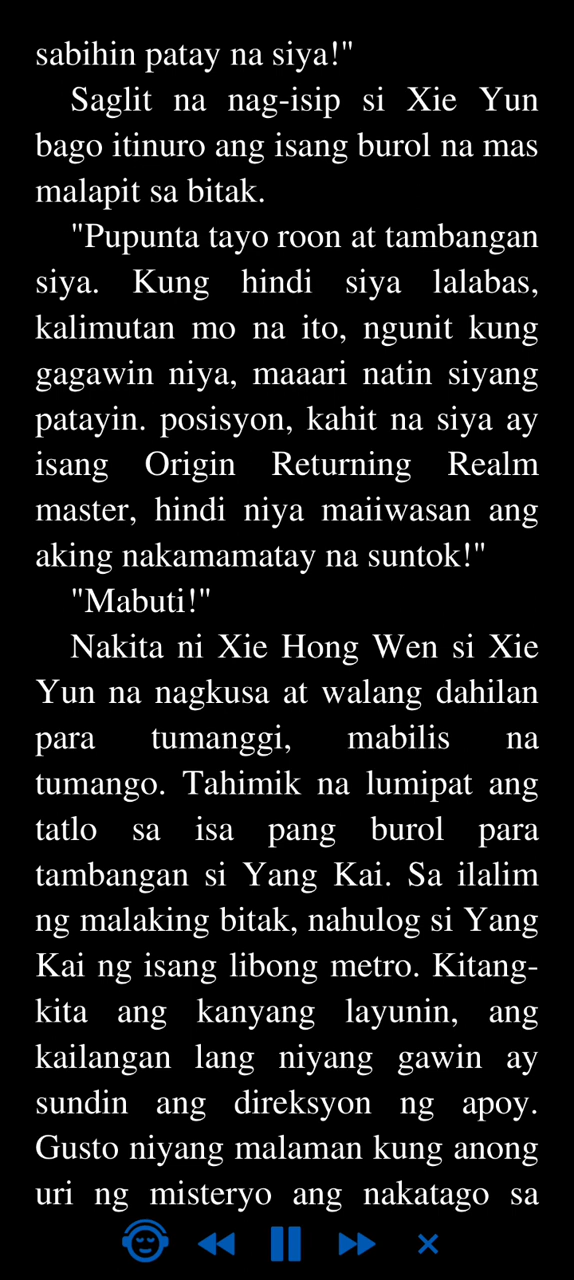 sabihin patay na siya!"
Saglit na nag-isip si Xie Yun
bago itinuro ang isang burol na mas
malapit sa bitak.
"Pupunta tayo roon at tambangan
siya. Kung hindi siya lalabas,
kalimutan mo na ito, ngunit kung
gagawin niya, maaari natin siyang
patayin. posisyon, kahit na siya ay
isang Origin Returning Realm
master, hindi niya maiiwasan ang
aking nakamamatay na suntok!"
"Mabuti!"
Nakita ni Xie Hong Wen si Xie
Yun na nagkusa at walang dahilan
para tumanggi, mabilis na
tumango. Tahimik na lumipat ang
tatlo sa isa pang burol para
tambangan si Yang Kai. Sa ilalim
ng malaking bitak, nahulog si Yang
Kai ng isang libong metro. Kitang-
kita ang kanyang layunin, ang
kailangan lang niyang gawin ay
sundin ang direksyon ng apoy.
Gusto niyang malaman kung anong
uri ng misteryo ang nakatago sa